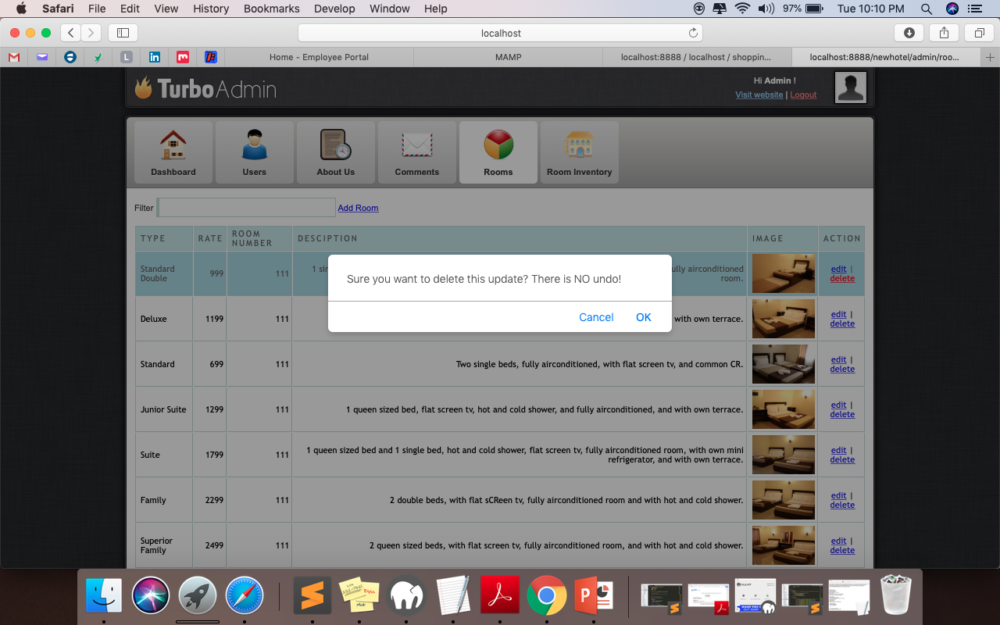 Safari File Edit View History Bookmarks Develop Window Help 97% Tue 10:10 PM
localhost
Home - Employee Portal
MAMP
localhost:8888 / localhost / shoppin...
localhost:8888/newhotel/admin/roo...
TurboAdmin
Hi Admin !
Visit website | Logout
Dashboard
Users
About Us
Comments
Rooms
Room Inventory
Filter
Add Room
TYPE RATE ROOM NUMBER DESCIPTION IMAGE ACTION
Standard Double 999 111 1 sin
ully airconditioned
room.
edit |
delete
Sure you want to delete this update? There is NO undo!
Cancel OK
Deluxe 1199 111 with own terrace.
edit |
delete
Standard 699 111 Two single beds, fully airconditioned, with flat screen tv, and common CR.
edit |
delete
Junior Suite 1299 111 1 queen sized bed, flat screen tv, hot and cold shower, and fully airconditioned, and with own terrace.
edit |
delete
Suite 1799 111 1 queen sized bed and 1 single bed, hot and cold shower, flat screen tv, fully airconditioned room, with own mini
refrigerator, and with own terrace.
edit |
delete
Family 2299 111 2 double beds, with flat sCReen tv, fully airconditioned room and with hot and cold shower.
edit |
delete
Superior Family 2499 111 2 queen sized beds, with flat screen tv, fully airconditioned room, and with hot and cold shower.
edit |
delete